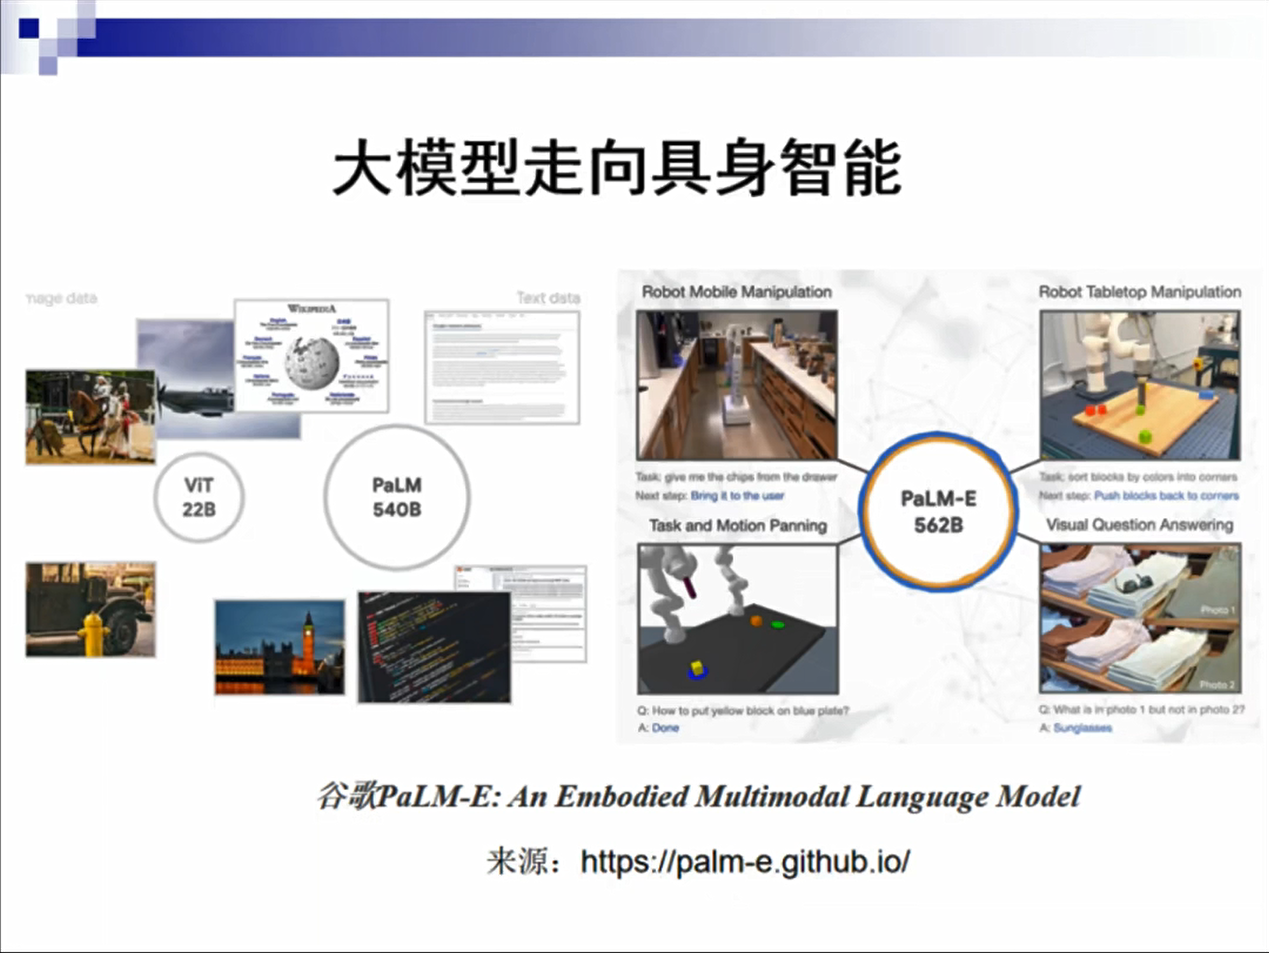 大模型走向具身智能
mage data
Text data
WIKIPEDIA
English
Français
Português
ViT
22B
PaLM
540B
Robot Mobile Manipulation
Task: give me the chips from the drawer
Next step: Bring it to the user
Robot Tabletop Manipulation
Task: sort blocks by colors into corners
Next step: Push blocks back to corners
PaLM-E
562B
Task and Motion Panning
Q: How to put yellow block on blue plate?
A: Done
Visual Question Answering
Photo 1
Photo 2
Q: What is in photo 1 but not in photo 2?
A: Sunglasses
谷歌PaLM-E: An Embodied Multimodal Language Model
来源：https://palm-e.github.io/